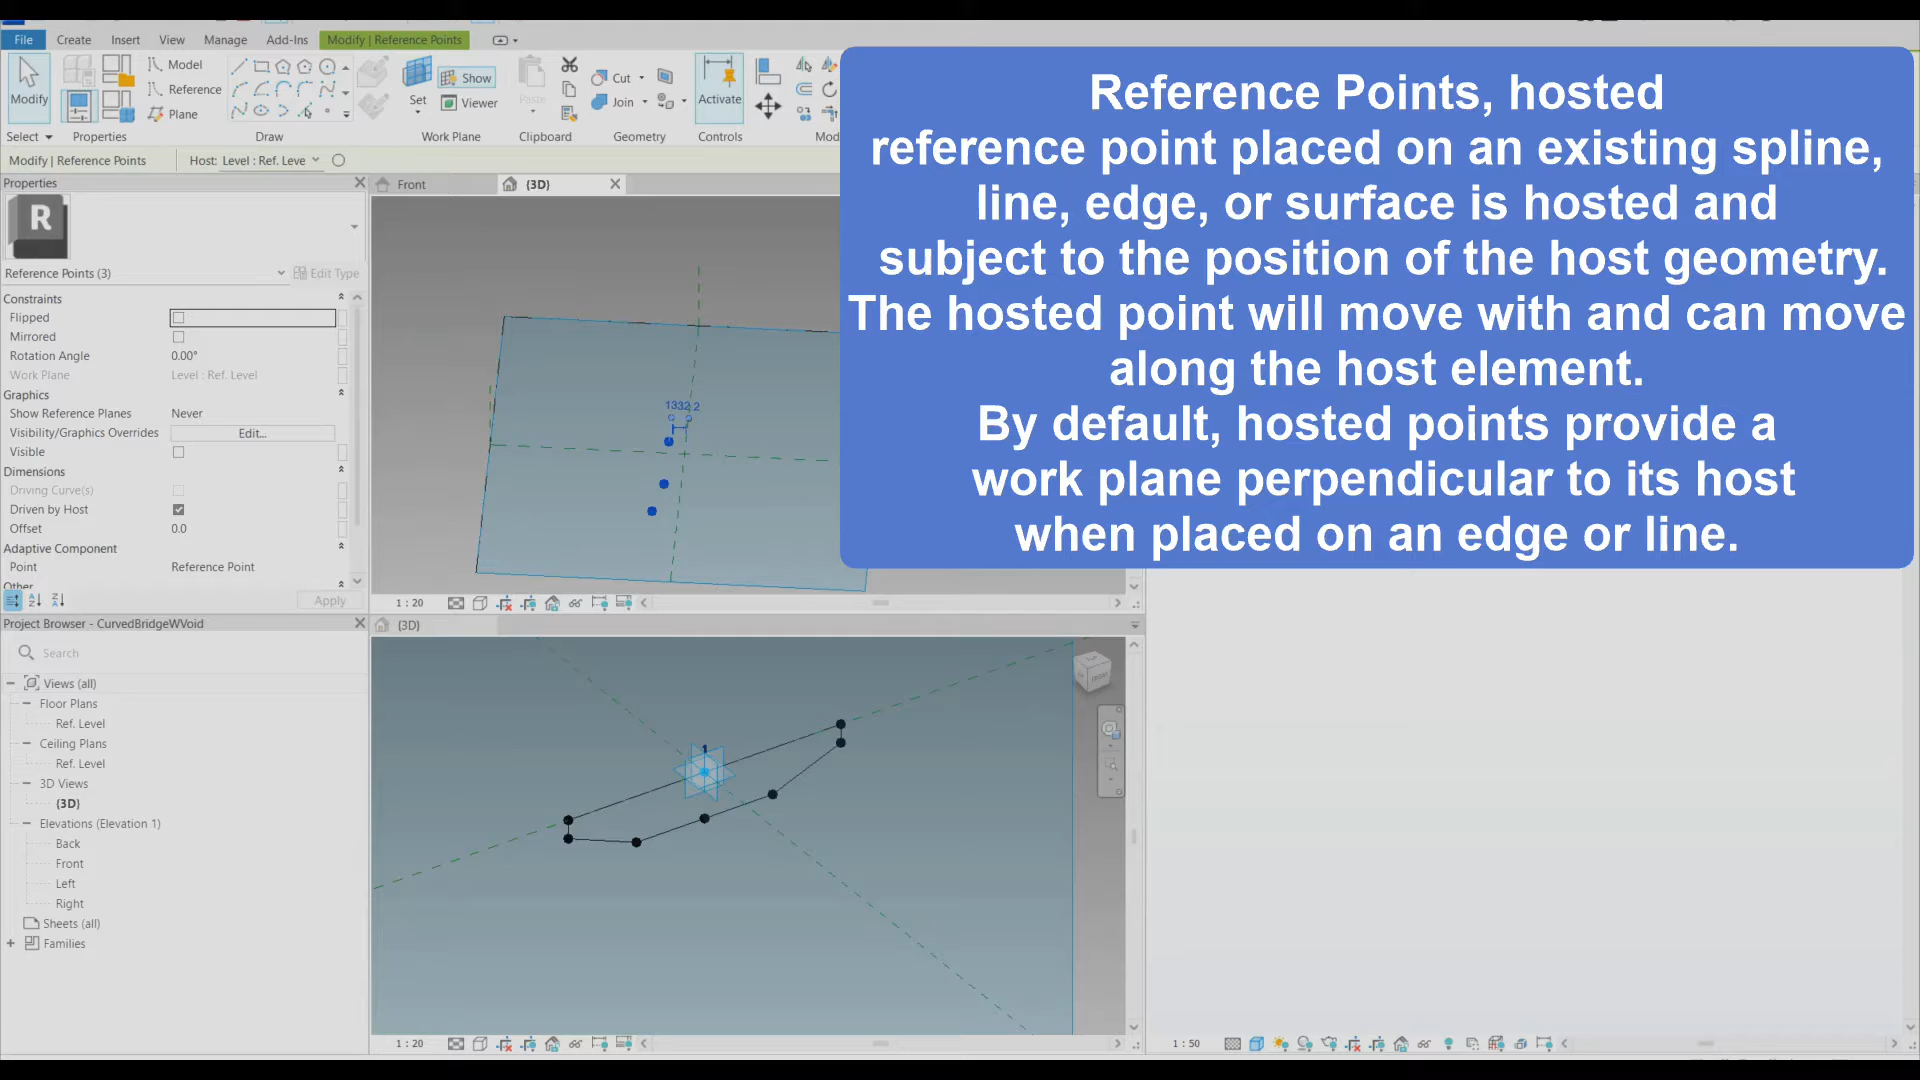 File Create Insert View Manage Add-Ins Modify | Reference Points
Modify
Model
Reference
Plane
Set
Show
Viewer
Paste
Cut
Join
Activate
Select Properties Draw Work Plane Clipboard Geometry Controls
Modify | Reference Points Host: Level : Ref. Leve
Properties
R
Reference Points (3) Edit Type
Constraints
Flipped
Mirrored
Rotation Angle 0.00°
Work Plane Level : Ref. Level
Graphics
Show Reference Planes Never
Visibility/Graphics Overrides Edit...
Visible
Dimensions
Driving Curve(s)
Driven by Host
Offset 0.0
Adaptive Component
Point Reference Point
Other
Apply
Project Browser - CurvedBridgeWVoid
Search
Views (all)
Floor Plans
Ref. Level
Ceiling Plans
Ref. Level
3D Views
(3D)
Elevations (Elevation 1)
Back
Front
Left
Right
Sheets (all)
Families
Front (3D)
1332.2
1 : 20
(3D)
1
FRONT
1 : 20
Reference Points, hosted
reference point placed on an existing spline,
line, edge, or surface is hosted and
subject to the position of the host geometry.
The hosted point will move with and can move
along the host element.
By default, hosted points provide a
work plane perpendicular to its host
when placed on an edge or line.
1 : 50